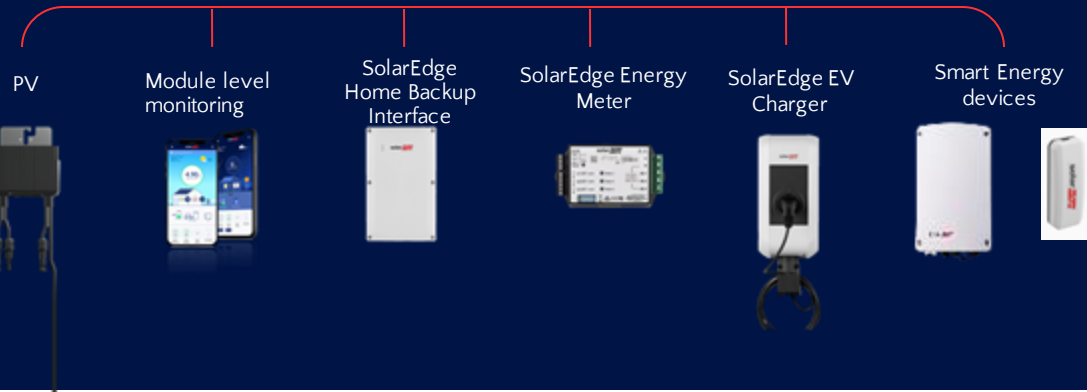 PV
Module level
monitoring
SolarEdge
Home Backup
Interface
SolarEdge Energy
Meter
SolarEdge EV
Charger
Smart Energy
devices